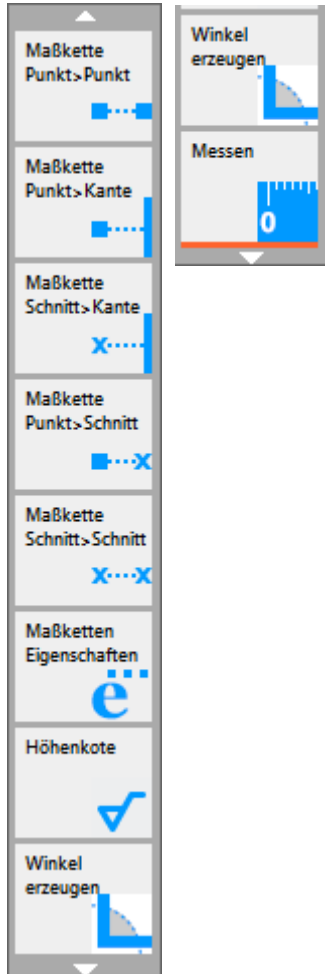 Maßkette
Punkt>Punkt
Maßkette
Punkt>Kante
Maßkette
Schnitt>Kante
Maßkette
Punkt>Schnitt
Maßkette
Schnitt>Schnitt
Maßketten
Eigenschaften
e
Höhenkote
Winkel
erzeugen
Winkel
erzeugen
Messen
0